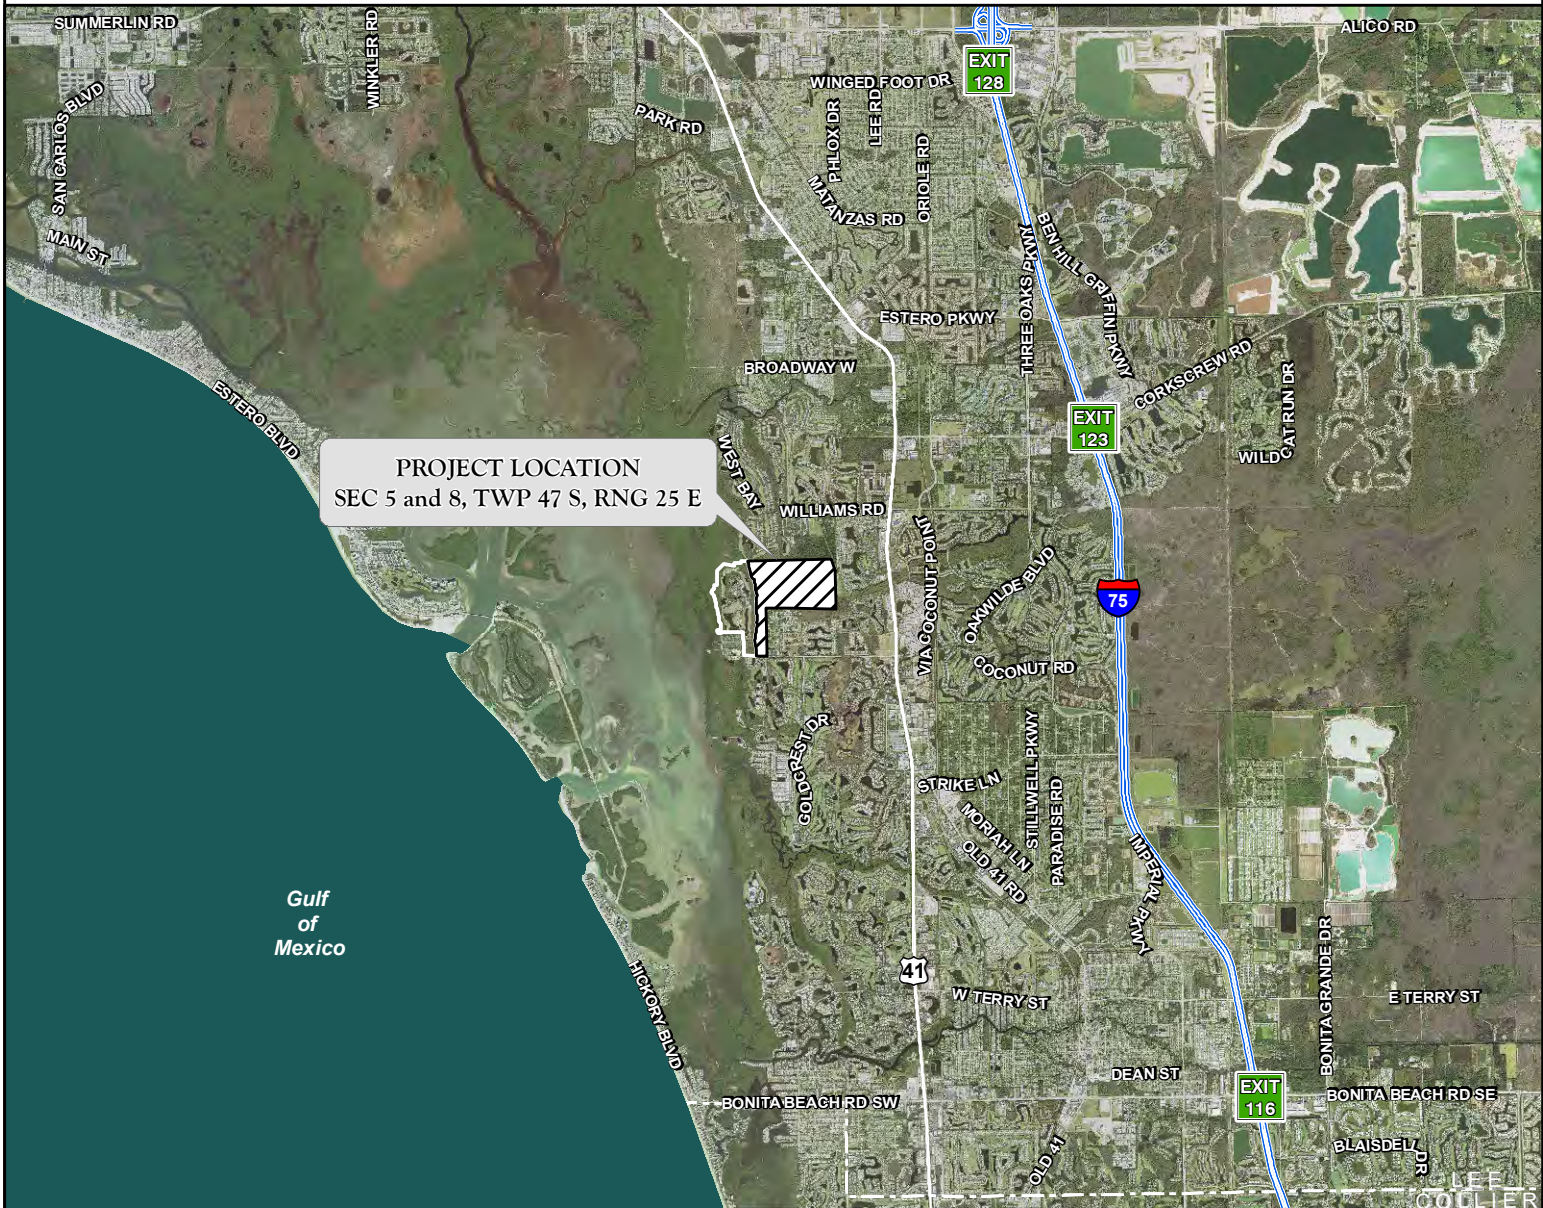 SUMMERLIN RD
WINKLER RD
SAN CARLOS BLVD
MAIN ST
PARK RD
WINGED FOOT DR
EXIT
128
ALICO RD
PHLOX DR
LEE RD
ORIOLE RD
MATANZAS RD
THREE OAKS PKWY
BEN HILL GRIFFIN PKWY
ESTERO PKWY
BROADWAY W
CORKSCREW RD
EXIT
123
WILD CAT RUN DR
ESTERO BLVD
WEST BAY
PROJECT LOCATION
SEC 5 and 8, TWP 47 S, RNG 25 E
WILLIAMS RD
VIA COCONUT POINT
OAKWILDE BLVD
75
COCONUT RD
GOLDCREST DR
STRIKE LN
STILLWELL PKWY
PARADISE RD
MORIAH LN
OLD 41 RD
IMPERIAL PKWY
Gulf
of
Mexico
HICKORY BLVD
41
W TERRY ST
BONITA GRANDE DR
E TERRY ST
DEAN ST
EXIT
116
BONITA BEACH RD SW
BONITA BEACH RD SE
OLD 41
BLAISDELL DR
LEE
COLLIER